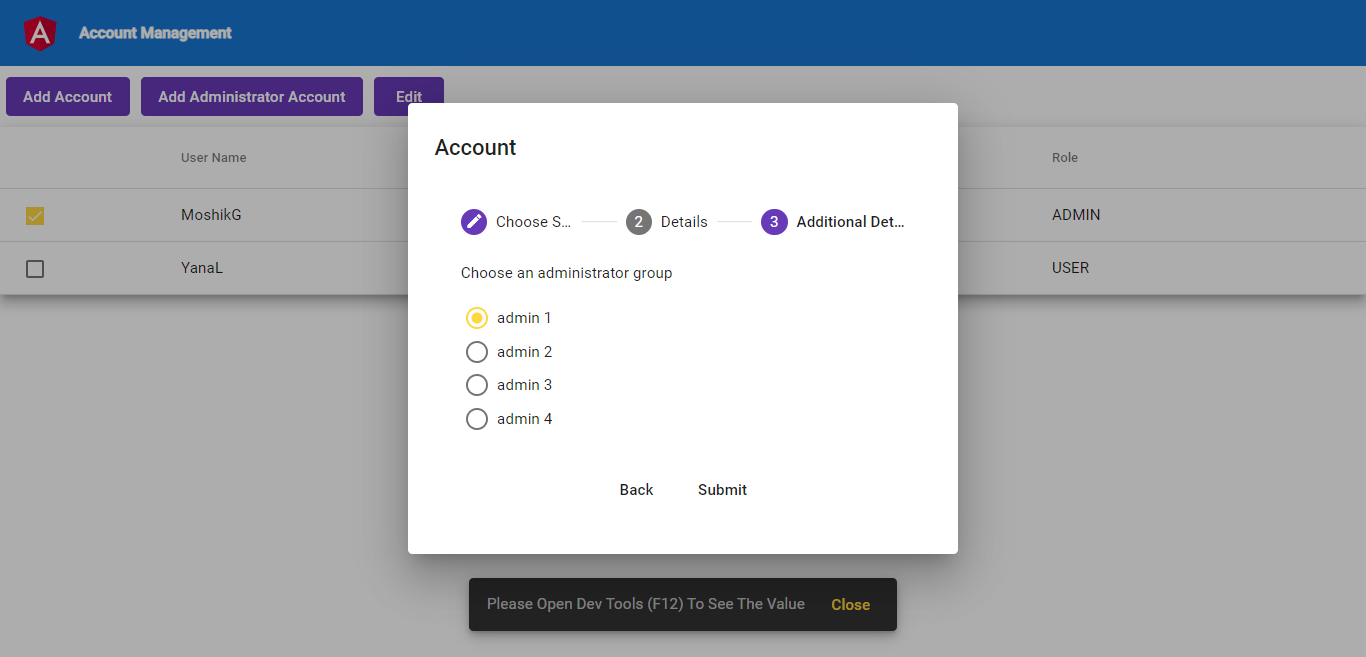 A
Account Management
Add Account
Add Administrator Account
Edit
User Name
Role
MoshikG
ADMIN
YanaL
USER
Account
Choose S...
2 Details
3 Additional Det...
Choose an administrator group
admin 1
admin 2
admin 3
admin 4
Back
Submit
Please Open Dev Tools (F12) To See The Value
Close